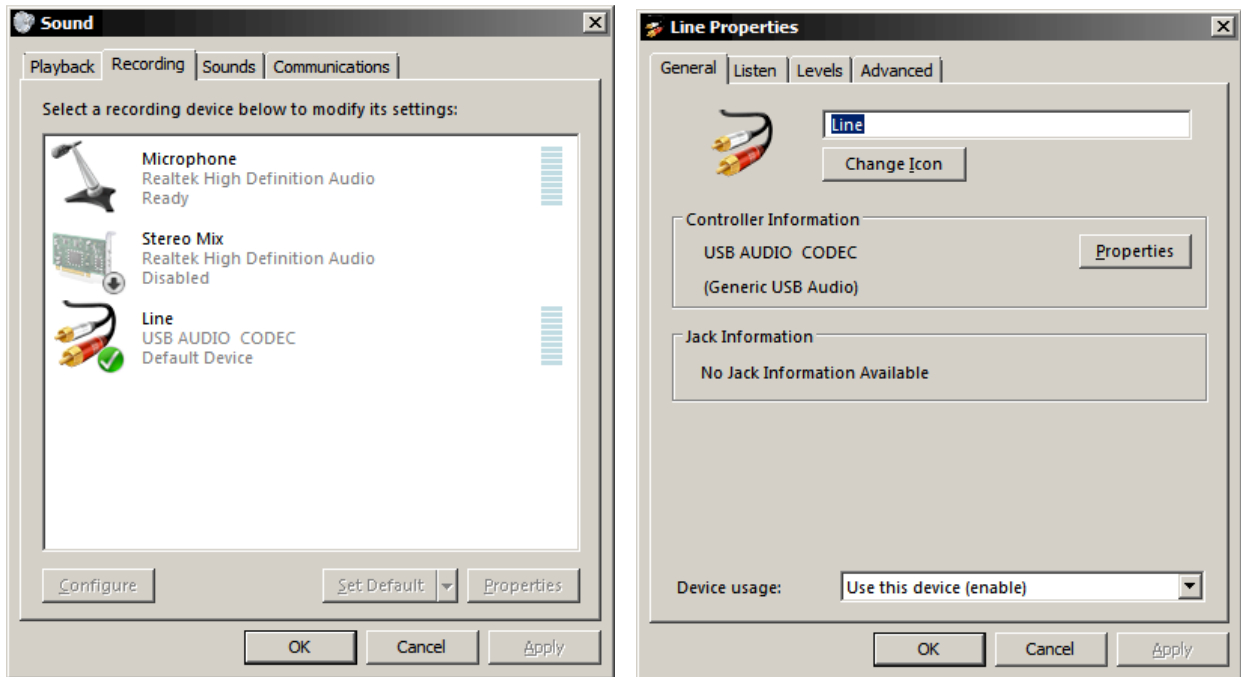 Sound
Playback Recording Sounds Communications
Select a recording device below to modify its settings:
Microphone
Realtek High Definition Audio
Ready
Stereo Mix
Realtek High Definition Audio
Disabled
Line
USB AUDIO  CODEC
Default Device
Configure Set Default Properties
OK Cancel Apply
Line Properties
General Listen Levels Advanced
Line
Change Icon
Controller Information
USB AUDIO  CODEC Properties
(Generic USB Audio)
Jack Information
No Jack Information Available
Device usage: Use this device (enable)
OK Cancel Apply